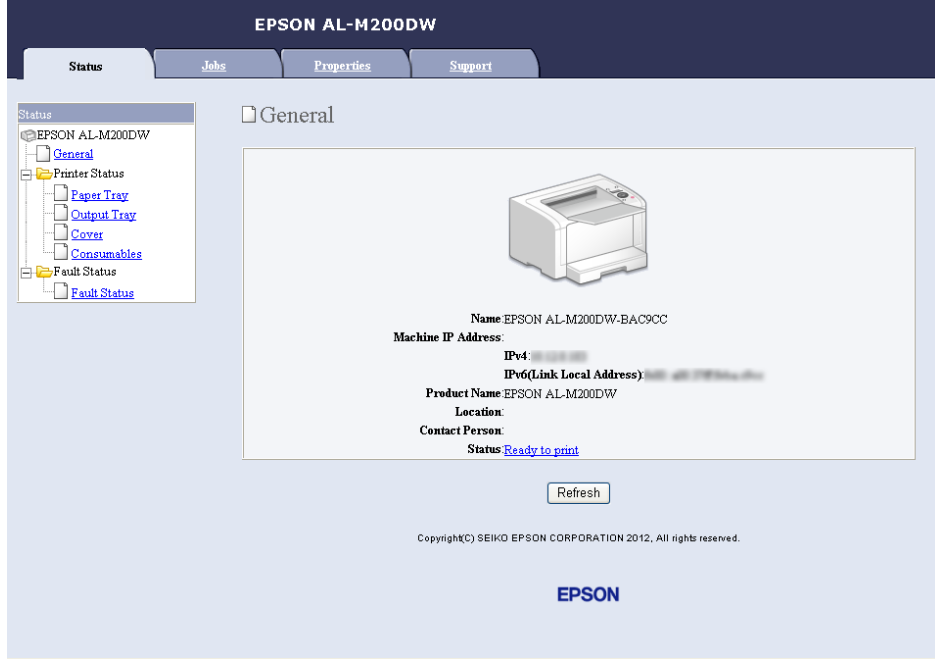 EPSON AL-M200DW
Status Jobs Properties Support
Status
EPSON AL-M200DW
General
Printer Status
Paper Tray
Output Tray
Cover
Consumables
Fault Status
Fault Status
General
Name:EPSON AL-M200DW-BAC9CC
Machine IP Address:
IPv4:
IPv6(Link Local Address):
Product Name:EPSON AL-M200DW
Location:
Contact Person:
Status:Ready to print
Refresh
Copyright(C) SEIKO EPSON CORPORATION 2012, All rights reserved.
EPSON